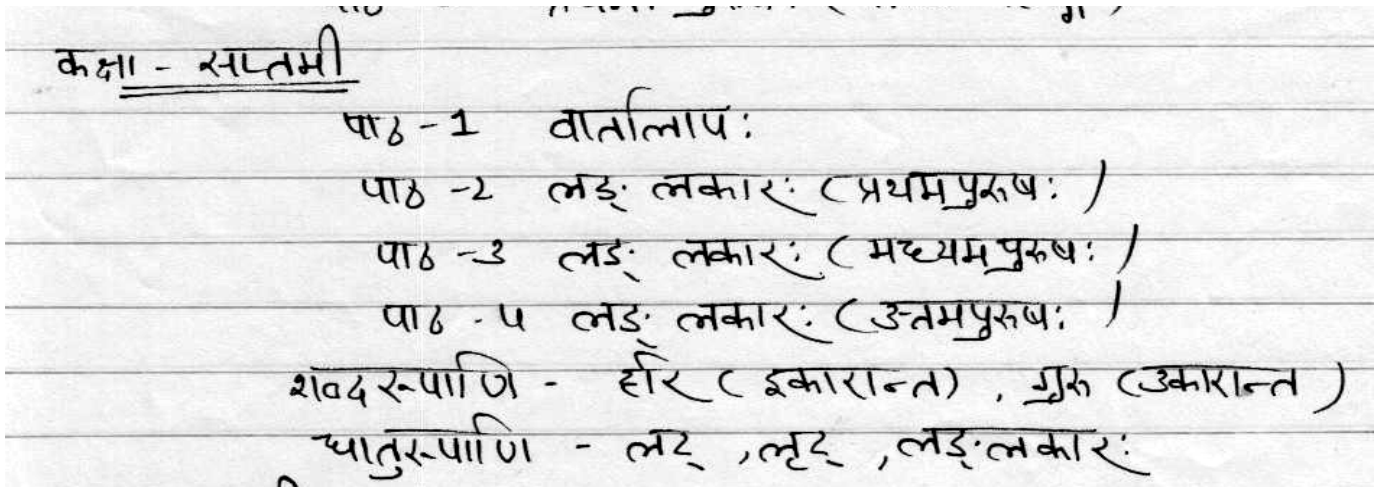 कक्षा - सप्तमी
पाठ - 1 वार्तालापः
पाठ - 2 लङ् लकारः (प्रथमपुरुषः)
पाठ - 3 लङ् लकारः (मध्यमपुरुषः)
पाठ - 4 लङ् लकारः (उत्तमपुरुषः)
शब्दरूपाणि - हरि (इकारान्त), गुरु (उकारान्त)
धातुरूपाणि - लट्, लृट्, लङ्लकारः